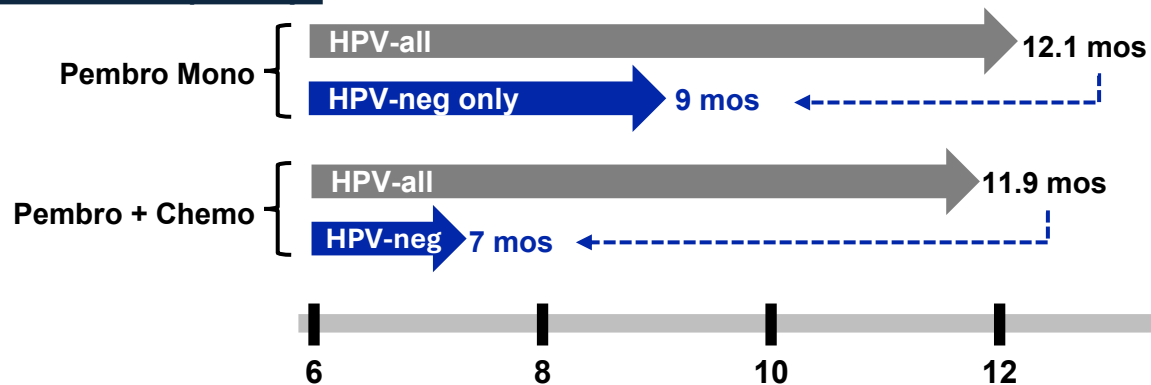 HPV-all
12.1 mos
Pembro Mono
HPV-neg only
9 mos
HPV-all
11.9 mos
Pembro + Chemo
HPV-neg
7 mos
6 8 10 12